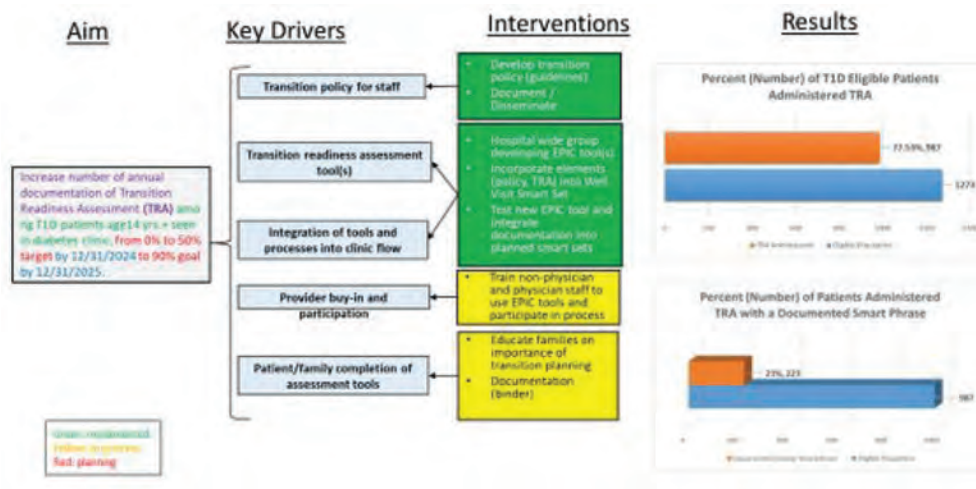 Aim
Key Drivers
Interventions
Results
Increase number of annual
documentation of Transition
Readiness Assessment (TRA) amo
ng T1D patients age14 yrs.+ seen
in diabetes clinic, from 0% to 50%
target by 12/31/2024 to 90% goal
by 12/31/2025.
Transition policy for staff
Transition readiness assessment
tool(s)
Integration of tools and
processes into clinic flow
Provider buy-in and
participation
Patient/family completion of
assessment tools
• Develop transition
policy (guidelines)
• Document /
Disseminate
• Hospital wide group
developing EPIC tool(s)
• Incorporate elements
(policy, TRA) into Well
Visit Smart Set
• Test new EPIC tool and
integrate
documentation into
planned smart sets
• Train non-physician
and physician staff to
use EPIC tools and
participate in process
• Educate families on
importance of
transition planning
• Documentation
(binder)
Percent (Number) of T1D Eligible Patients
Administered TRA
77.53%, 987
1273
Percent (Number) of Patients Administered
TRA with a Documented Smart Phrase
23%, 223
987
Green: implemented
Yellow: in process
Red: planning